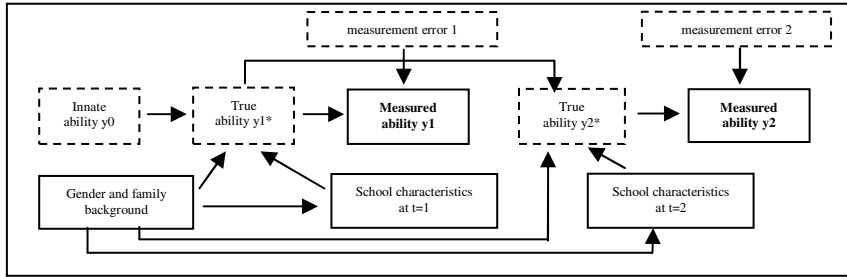 measurement error 1
measurement error 2
Innate
ability y0
True
ability y1*
Measured
ability y1
True
ability y2*
Measured
ability y2
Gender and family
background
School characteristics
at t=1
School characteristics
at t=2